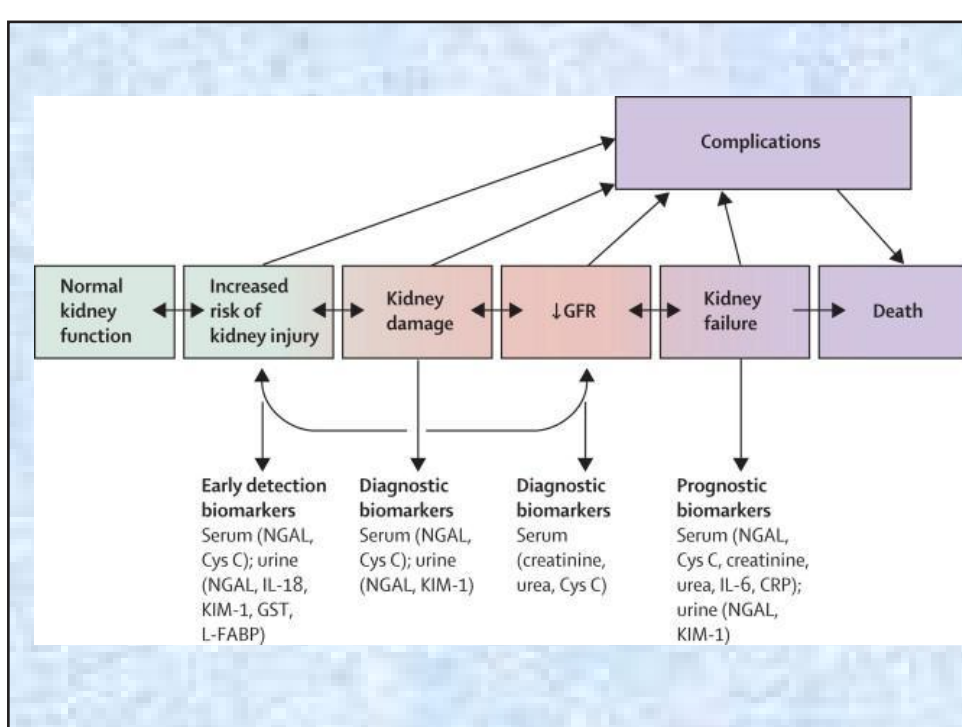 Complications
Normal
kidney
function
Increased
risk of
kidney injury
Kidney
damage
↓GFR
Kidney
failure
Death
Early detection
biomarkers
Serum (NGAL,
Cys C); urine
(NGAL, IL-18,
KIM-1, GST,
L-FABP)
Diagnostic
biomarkers
Serum (NGAL,
Cys C); urine
(NGAL, KIM-1)
Diagnostic
biomarkers
Serum
(creatinine,
urea, Cys C)
Prognostic
biomarkers
Serum (NGAL,
Cys C, creatinine,
urea, IL-6, CRP);
urine (NGAL,
KIM-1)